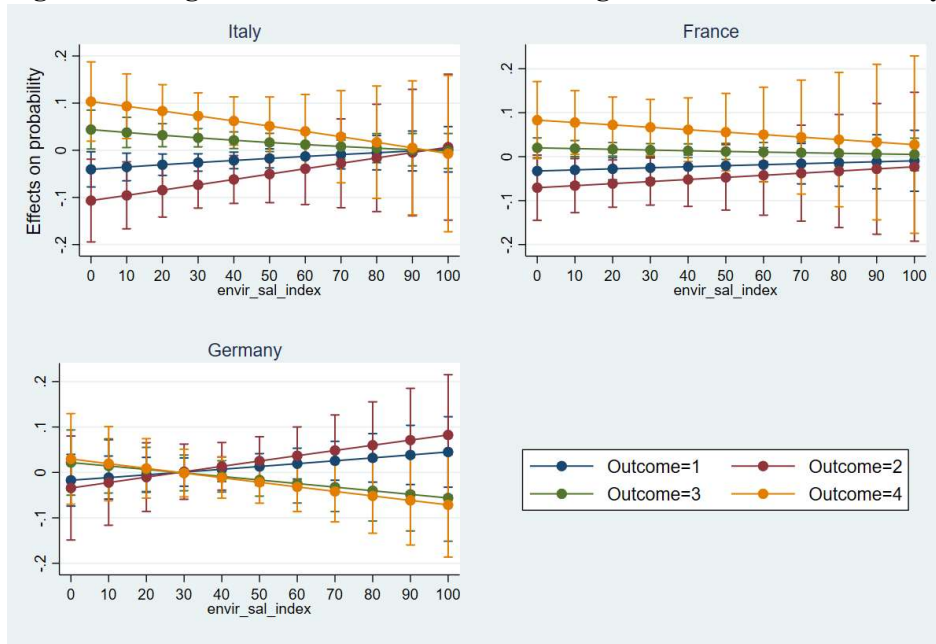 Italy
Effects on probability
.2
.1
0
-.1
-.2
0 10 20 30 40 50 60 70 80 90 100
envir_sal_index
France
.2
.1
0
-.1
-.2
0 10 20 30 40 50 60 70 80 90 100
envir_sal_index
Germany
.2
.1
0
-.1
-.2
0 10 20 30 40 50 60 70 80 90 100
envir_sal_index
Outcome=1 Outcome=2
Outcome=3 Outcome=4